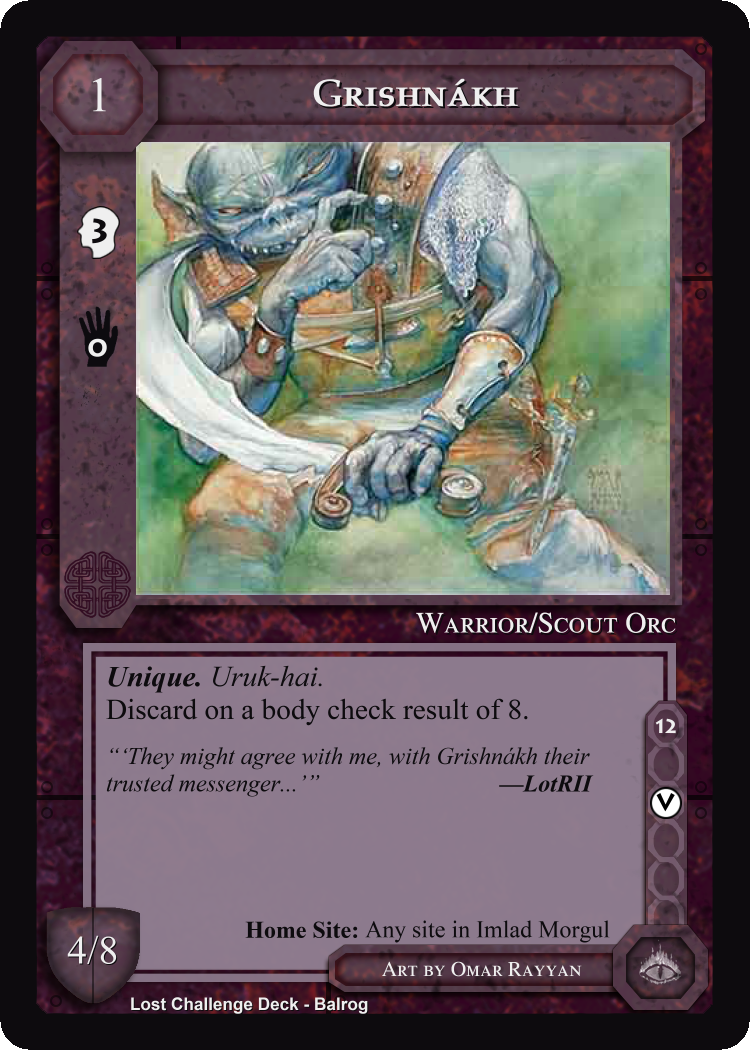 1
GRISHNÁKH
3
0
WARRIOR/SCOUT ORC
Unique. Uruk-hai.
Discard on a body check result of 8.
“‘They might agree with me, with Grishnákh their
trusted messenger...’” —LotRII
12
V
Home Site: Any site in Imlad Morgul
4/8
ART BY OMAR RAYYAN
Lost Challenge Deck - Balrog